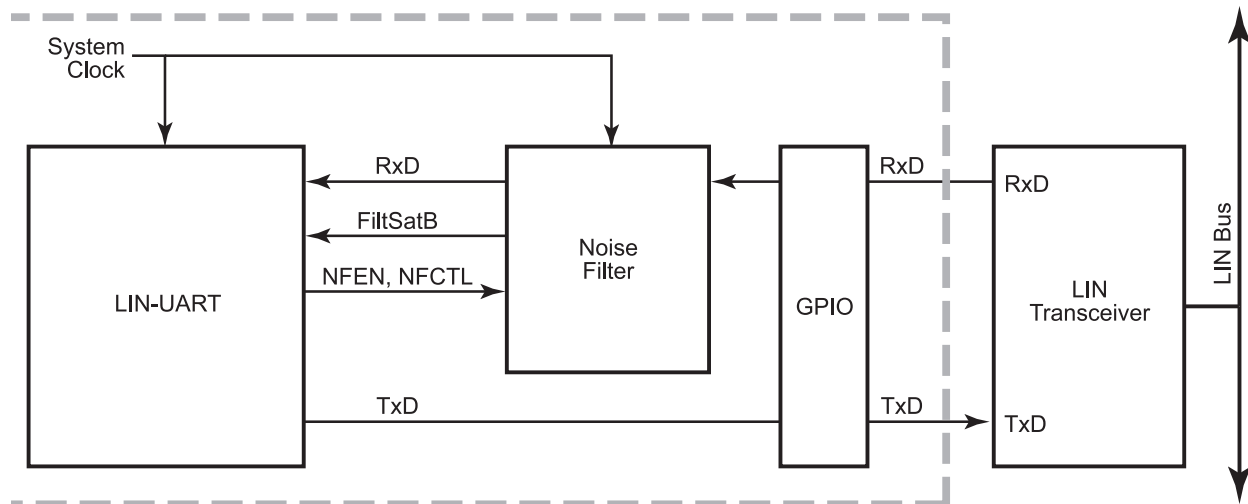 System
Clock
RxD
RxD
RxD
FiltSatB
Noise
Filter
NFEN, NFCTL
LIN-UART
GPIO
LIN
Transceiver
LIN Bus
TxD
TxD
TxD